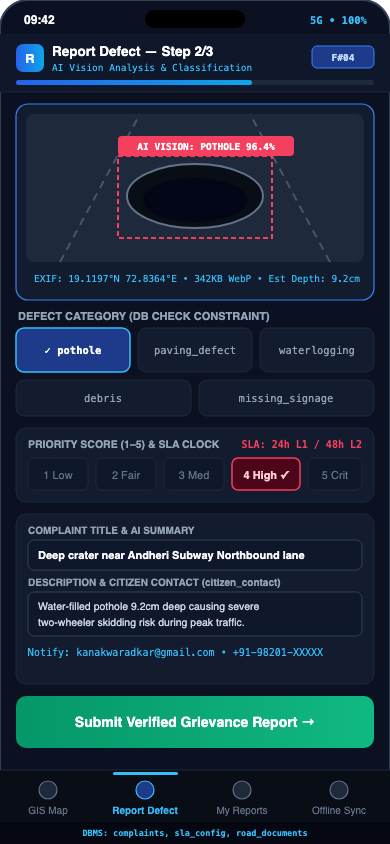 09:42
5G • 100%
R
Report Defect — Step 2/3
AI Vision Analysis & Classification
F#04
AI VISION: POTHOLE 96.4%
EXIF: 19.1197°N 72.8364°E • 342KB WebP • Est Depth: 9.2cm
DEFECT CATEGORY (DB CHECK CONSTRAINT)
✓ pothole
paving_defect
waterlogging
debris
missing_signage
PRIORITY SCORE (1–5) & SLA CLOCK
SLA: 24h L1 / 48h L2
1 Low
2 Fair
3 Med
4 High ✓
5 Crit
COMPLAINT TITLE & AI SUMMARY
Deep crater near Andheri Subway Northbound lane
DESCRIPTION & CITIZEN CONTACT (citizen_contact)
Water-filled pothole 9.2cm deep causing severe
two-wheeler skidding risk during peak traffic.
Notify: kanakwaradkar@gmail.com • +91-98201-XXXXX
Submit Verified Grievance Report →
GIS Map
Report Defect
My Reports
Offline Sync
DBMS: complaints, sla_config, road_documents